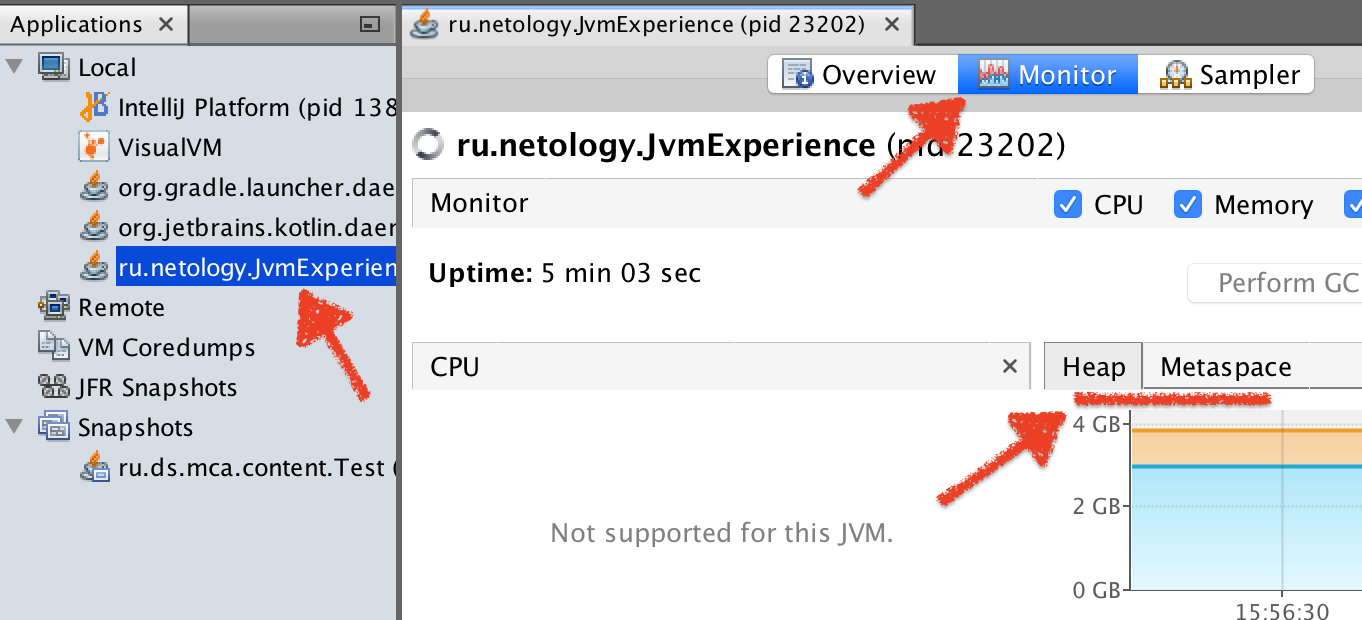 Applications
Local
IntelliJ Platform (pid 138
VisualVM
org.gradle.launcher.dae
org.jetbrains.kotlin.daer
ru.netology.JvmExperien
Remote
VM Coredumps
JFR Snapshots
Snapshots
ru.ds.mca.content.Test (
ru.netology.JvmExperience (pid 23202)
Overview Monitor Sampler
ru.netology.JvmExperience (pid 23202)
Monitor CPU Memory
Uptime: 5 min 03 sec Perform GC
CPU Heap Metaspace
Not supported for this JVM.
4 GB
2 GB
0 GB
15:56:30